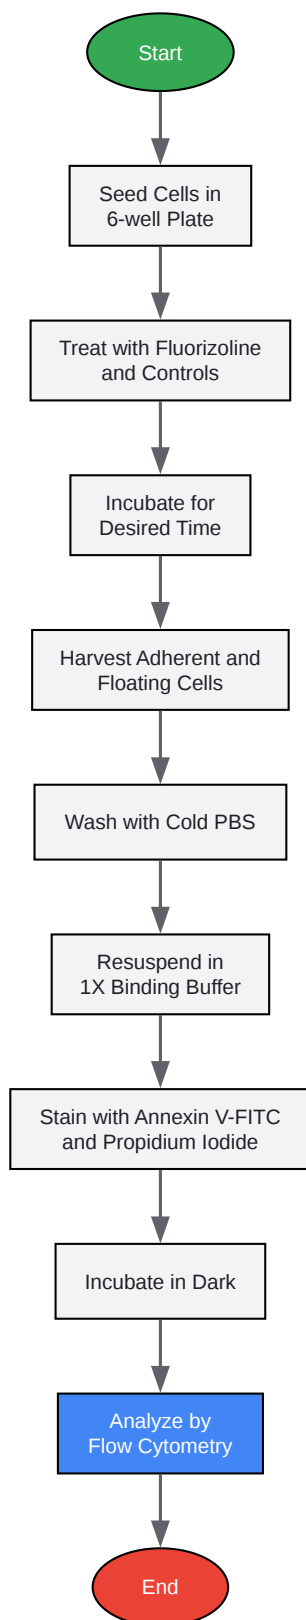 Start
Seed Cells in
6-well Plate
Treat with Fluorizoline
and Controls
Incubate for
Desired Time
Harvest Adherent and
Floating Cells
Wash with Cold PBS
Resuspend in
1X Binding Buffer
Stain with Annexin V-FITC
and Propidium Iodide
Incubate in Dark
Analyze by
Flow Cytometry
End